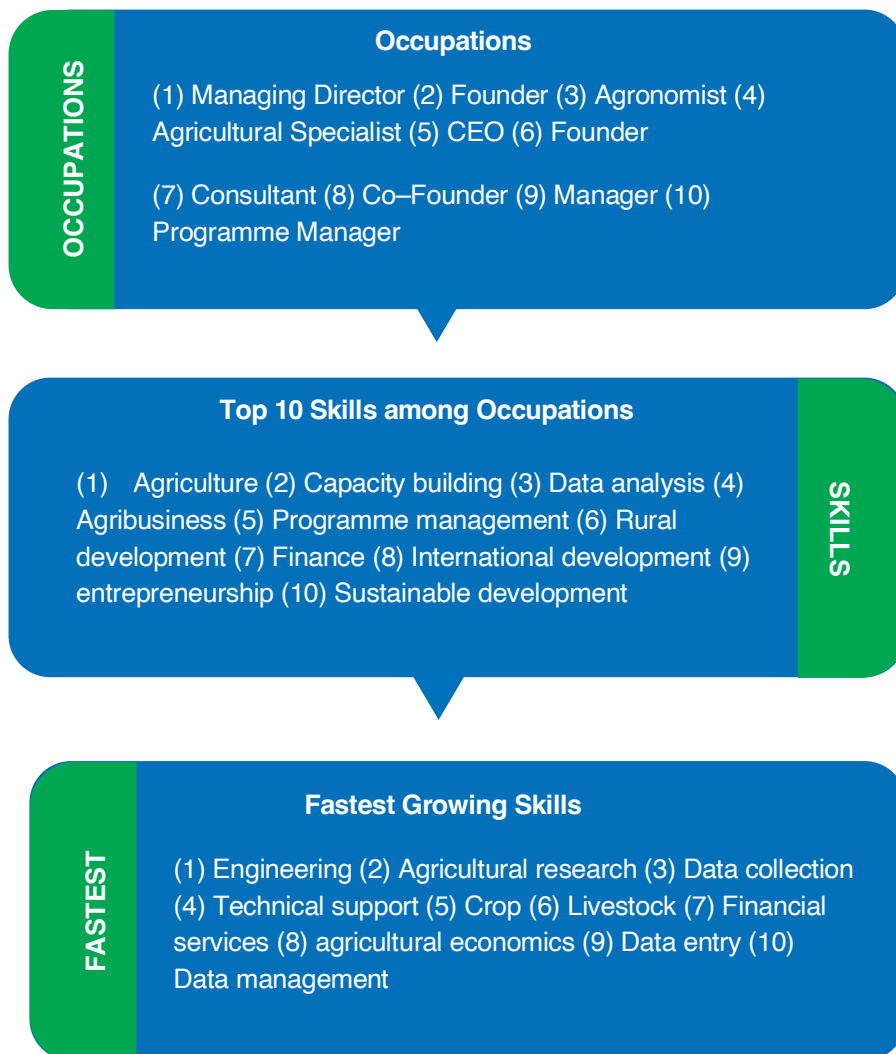 OCCUPATIONS
Occupations
(1) Managing Director (2) Founder (3) Agronomist (4)
Agricultural Specialist (5) CEO (6) Founder
(7) Consultant (8) Co–Founder (9) Manager (10)
Programme Manager
Top 10 Skills among Occupations
(1) Agriculture (2) Capacity building (3) Data analysis (4)
Agribusiness (5) Programme management (6) Rural
development (7) Finance (8) International development (9)
entrepreneurship (10) Sustainable development
SKILLS
FASTEST
Fastest Growing Skills
(1) Engineering (2) Agricultural research (3) Data collection
(4) Technical support (5) Crop (6) Livestock (7) Financial
services (8) agricultural economics (9) Data entry (10)
Data management